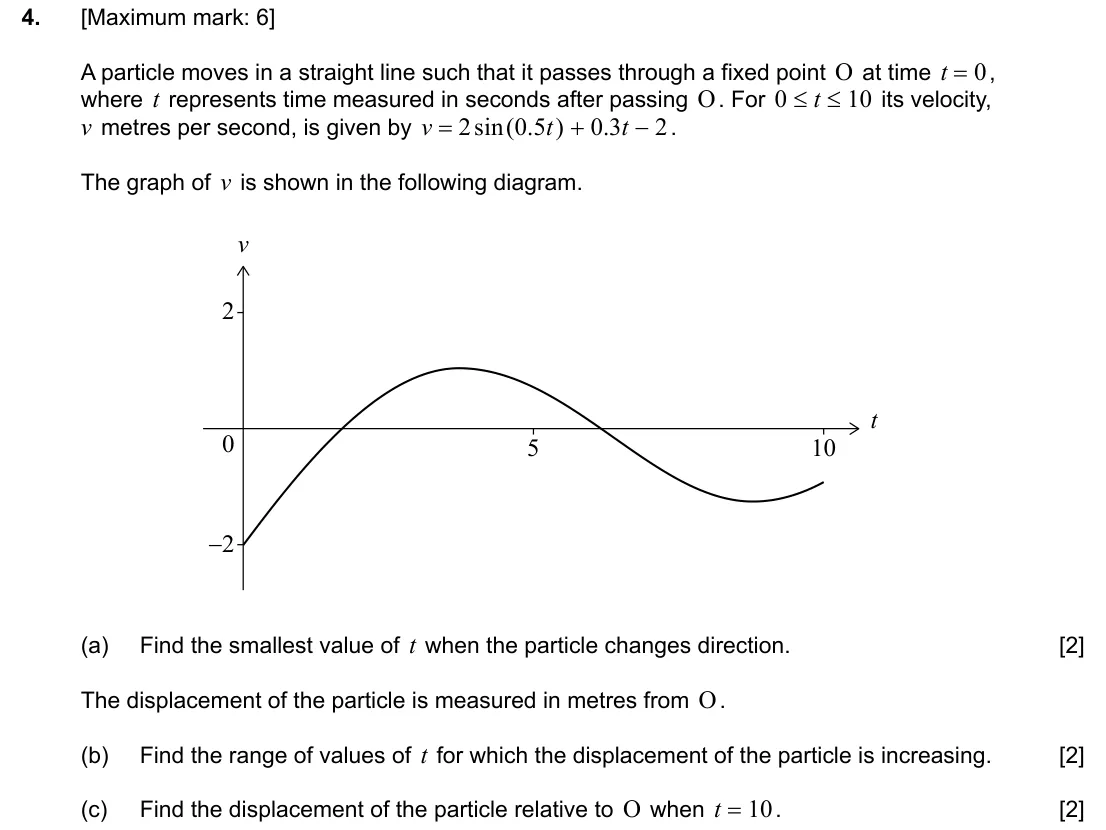 4. [Maximum mark: 6]
A particle moves in a straight line such that it passes through a fixed point O at time t = 0,
where t represents time measured in seconds after passing O. For 0 ≤ t ≤ 10 its velocity,
v metres per second, is given by v = 2 sin(0.5t) + 0.3t − 2.
The graph of v is shown in the following diagram.
v
2
t
0 5 10
−2
(a) Find the smallest value of t when the particle changes direction. [2]
The displacement of the particle is measured in metres from O.
(b) Find the range of values of t for which the displacement of the particle is increasing. [2]
(c) Find the displacement of the particle relative to O when t = 10. [2]